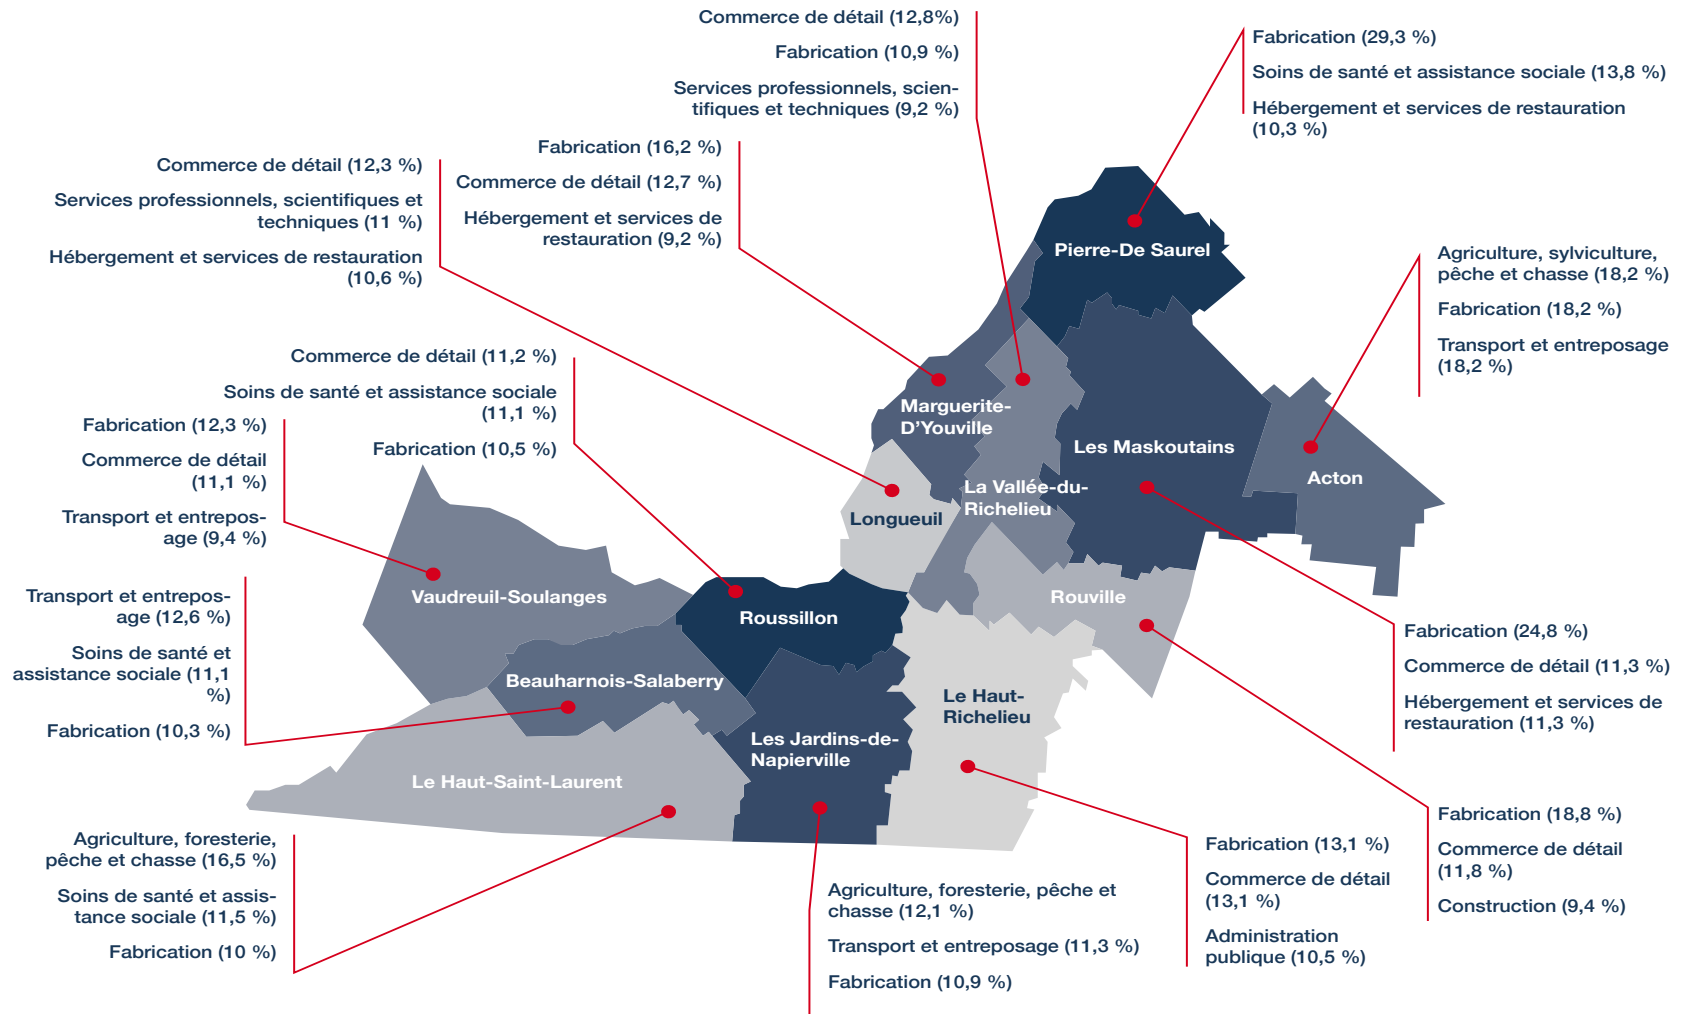 Commerce de détail (12,8%)
Fabrication (10,9 %)
Services professionnels, scien-
tifiques et techniques (9,2 %)
Fabrication (29,3 %)
Soins de santé et assistance sociale (13,8 %)
Hébergement et services de restauration
(10,3 %)
Fabrication (16,2 %)
Commerce de détail (12,7 %)
Hébergement et services de
restauration (9,2 %)
Commerce de détail (12,3 %)
Services professionnels, scientifiques et
techniques (11 %)
Hébergement et services de restauration
(10,6 %)
Agriculture, sylviculture,
pêche et chasse (18,2 %)
Fabrication (18,2 %)
Transport et entreposage
(18,2 %)
Commerce de détail (11,2 %)
Soins de santé et assistance sociale
(11,1 %)
Fabrication (10,5 %)
Fabrication (12,3 %)
Commerce de détail
(11,1 %)
Transport et entrepos-
age (9,4 %)
Transport et entrepos-
age (12,6 %)
Soins de santé et
assistance sociale (11,1
%)
Fabrication (10,3 %)
Pierre-De Saurel
Marguerite-
D'Youville
Les Maskoutains
Acton
La Vallée-du-
Richelieu
Longueuil
Vaudreuil-Soulanges
Roussillon
Rouville
Beauharnois-Salaberry
Le Haut-
Richelieu
Les Jardins-de-
Napierville
Le Haut-Saint-Laurent
Fabrication (24,8 %)
Commerce de détail (11,3 %)
Hébergement et services de
restauration (11,3 %)
Agriculture, foresterie,
pêche et chasse (16,5 %)
Soins de santé et assis-
tance sociale (11,5 %)
Fabrication (10 %)
Agriculture, foresterie, pêche et
chasse (12,1 %)
Transport et entreposage (11,3 %)
Fabrication (10,9 %)
Fabrication (13,1 %)
Commerce de détail
(13,1 %)
Administration
publique (10,5 %)
Fabrication (18,8 %)
Commerce de détail
(11,8 %)
Construction (9,4 %)